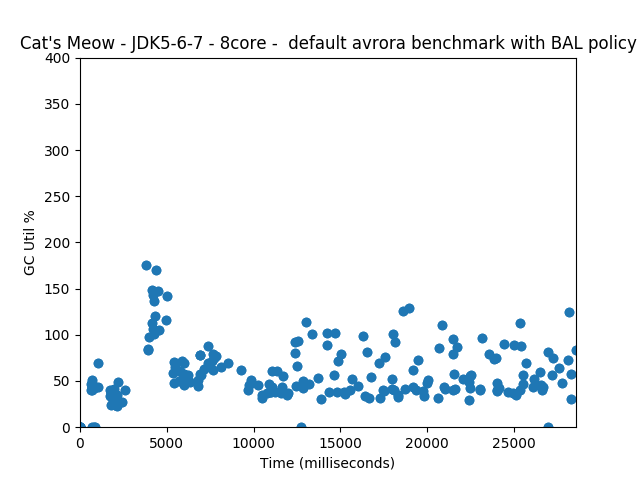 Cat's Meow - JDK5-6-7 - 8core -  default avrora benchmark with BAL policy
400
350
300
250
200
150
100
50
0
GC Util %
0 5000 10000 15000 20000 25000
Time (milliseconds)